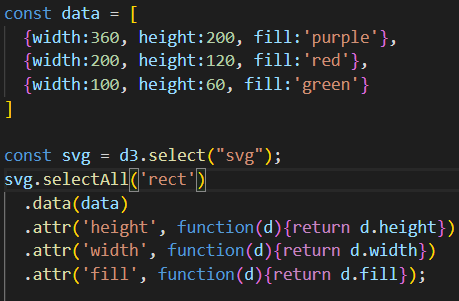 const data = [
  {width:360, height:200, fill:'purple'},
  {width:200, height:120, fill:'red'},
  {width:100, height:60, fill:'green'}
]
const svg = d3.select("svg");
svg.selectAll('rect')
  .data(data)
  .attr('height', function(d){return d.height})
  .attr('width', function(d){return d.width})
  .attr('fill', function(d){return d.fill});